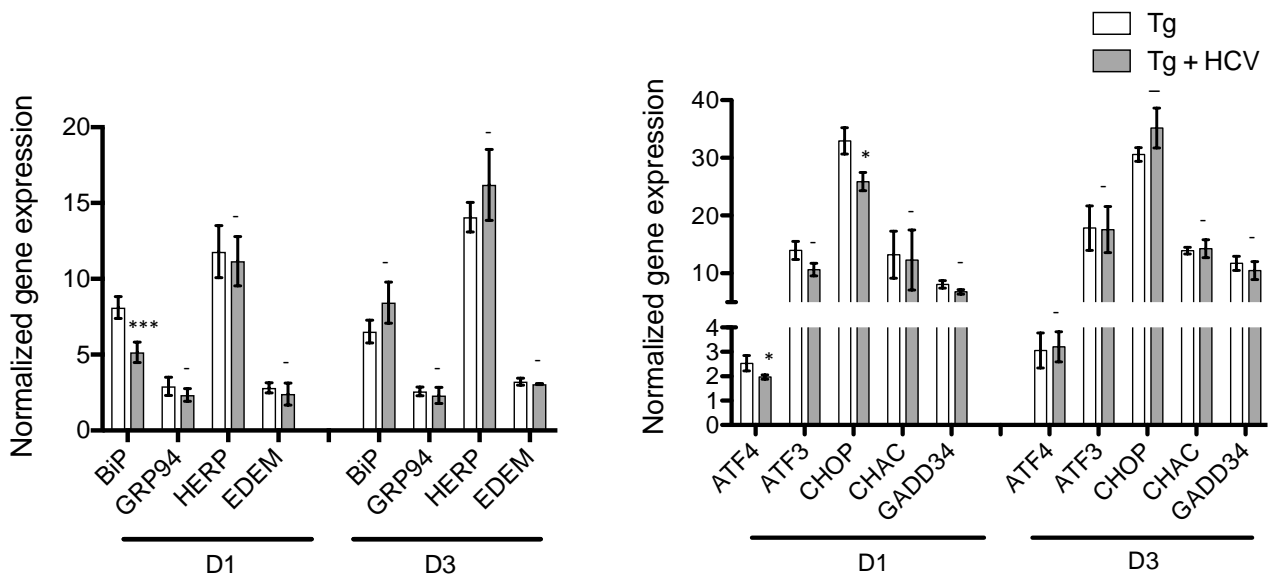 Tg
Tg + HCV
Normalized gene expression
20
15
10
5
0
***
*
BiP
GRP94
HERP
EDEM
BiP
GRP94
HERP
EDEM
D1
D3
Normalized gene expression
40
30
20
10
4
3
2
1
0
*
ATF4
ATF3
CHOP
CHAC
GADD34
ATF4
ATF3
CHOP
CHAC
GADD34
D1
D3